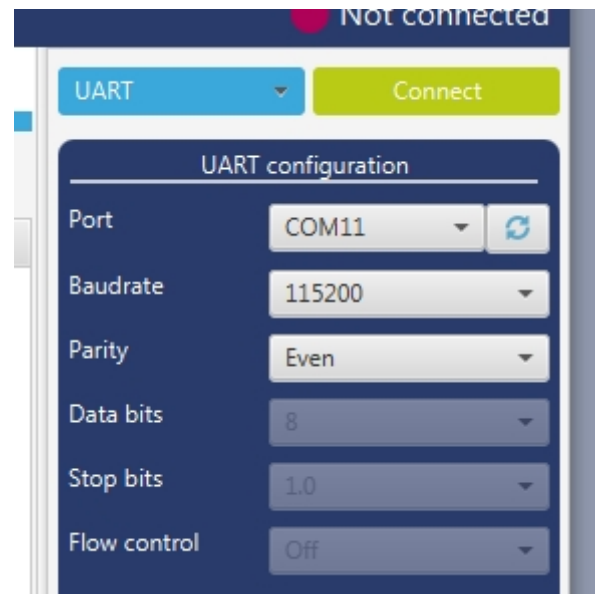 Not connected
UART
Connect
UART configuration
Port
COM11
Baudrate
115200
Parity
Even
Data bits
8
Stop bits
1.0
Flow control
Off